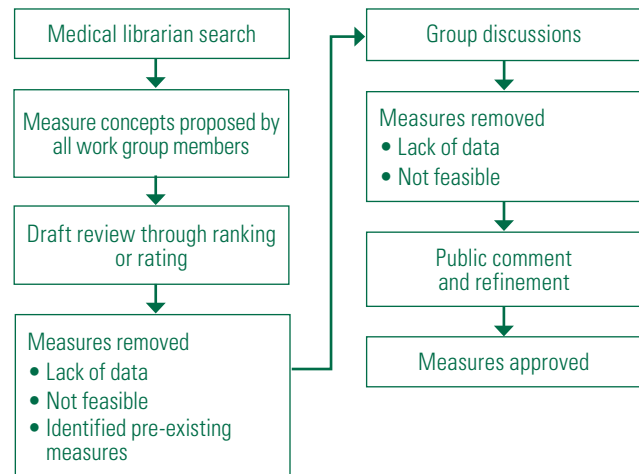 Medical librarian search
Measure concepts proposed by
all work group members
Draft review through ranking
or rating
Measures removed
• Lack of data
• Not feasible
• Identified pre-existing
measures
Group discussions
Measures removed
• Lack of data
• Not feasible
Public comment
and refinement
Measures approved